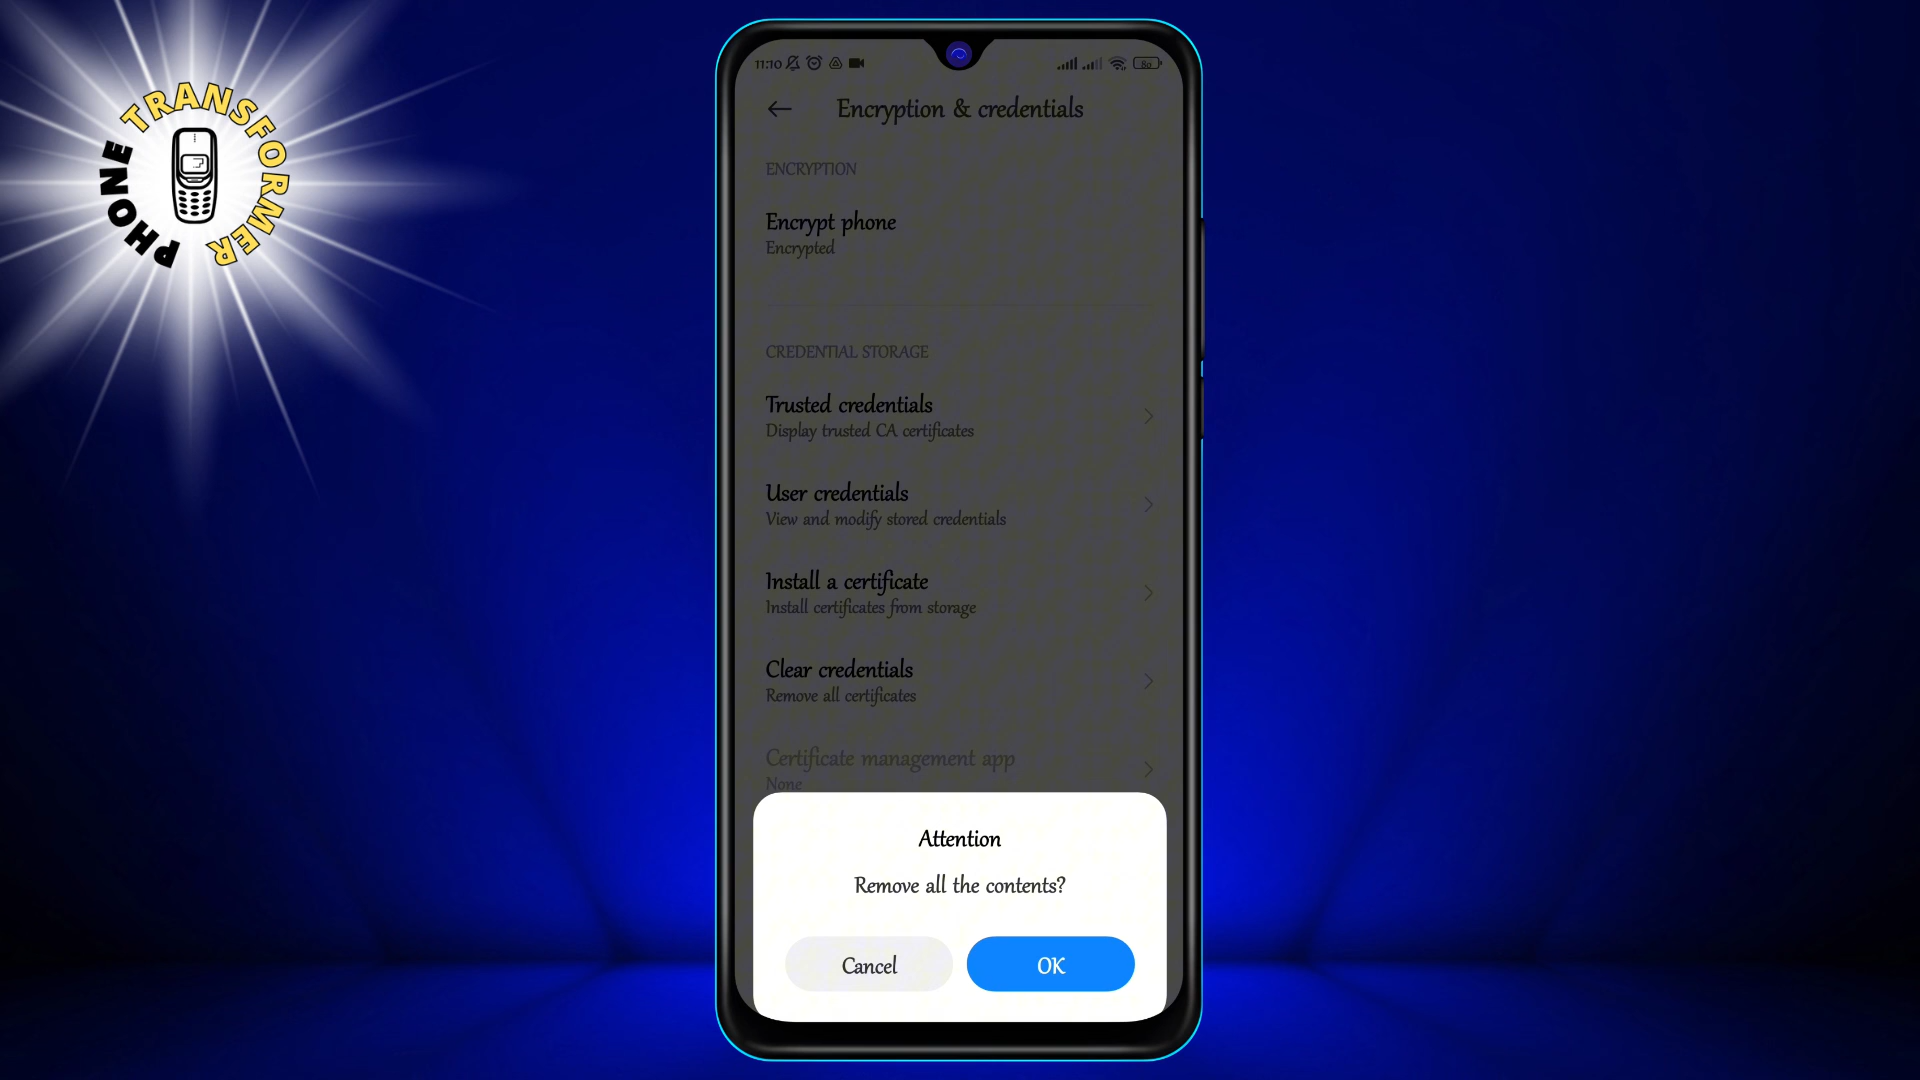 PHONE TRANSFORMER
11:10
80
Encryption & credentials
ENCRYPTION
Encrypt phone
Encrypted
CREDENTIAL STORAGE
Trusted credentials
Display trusted CA certificates
User credentials
View and modify stored credentials
Install a certificate
Install certificates from storage
Clear credentials
Remove all certificates
Certificate management app
None
Attention
Remove all the contents?
Cancel
OK